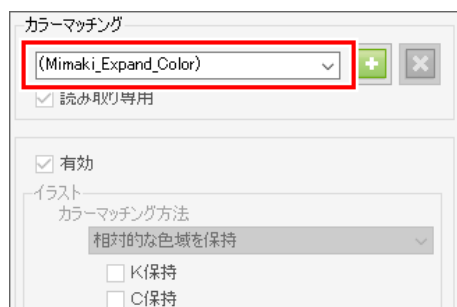 カラーマッチング
(Mimaki_Expand_Color)
読み取り専用
有効
イラスト
カラーマッチング方法
相対的な色域を保持
K保持
C保持